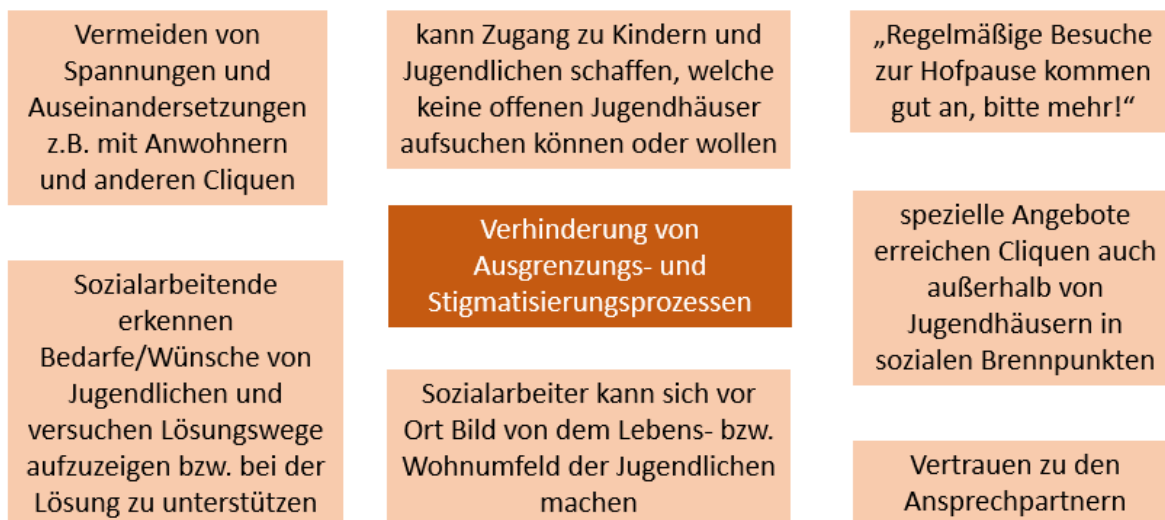 Vermeiden von
Spannungen und
Auseinandersetzungen
z.B. mit Anwohnern
und anderen Cliquen
Sozialarbeitende
erkennen
Bedarfe/Wünsche von
Jugendlichen und
versuchen Lösungswege
aufzuzeigen bzw. bei der
Lösung zu unterstützen
kann Zugang zu Kindern und
Jugendlichen schaffen, welche
keine offenen Jugendhäuser
aufsuchen können oder wollen
Verhinderung von
Ausgrenzungs- und
Stigmatisierungsprozessen
Sozialarbeiter kann sich vor
Ort Bild von dem Lebens- bzw.
Wohnumfeld der Jugendlichen
machen
„Regelmäßige Besuche
zur Hofpause kommen
gut an, bitte mehr!“
spezielle Angebote
erreichen Cliquen auch
außerhalb von
Jugendhäusern in
sozialen Brennpunkten
Vertrauen zu den
Ansprechpartnern